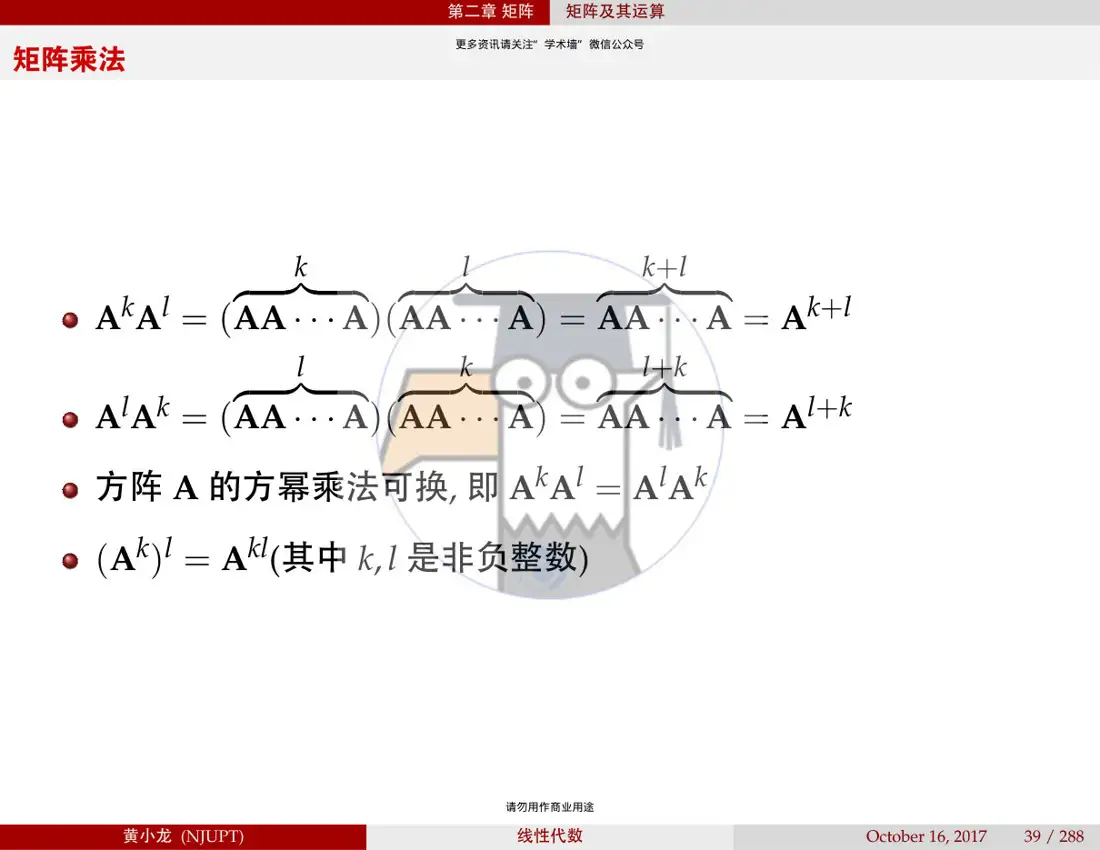 第二章 矩阵 矩阵及其运算
更多资讯请关注“学术墙”微信公众号
矩阵乘法
k l k+l
• A^k A^l = (AA⋯A)(AA⋯A) = AA⋯A = A^{k+l}
l k l+k
• A^l A^k = (AA⋯A)(AA⋯A) = AA⋯A = A^{l+k}
• 方阵 A 的方幂乘法可换, 即 A^k A^l = A^l A^k
• (A^k)^l = A^{kl}(其中 k, l 是非负整数)
请勿用作商业用途
黄小龙 (NJUPT) 线性代数 October 16, 2017 39 / 288